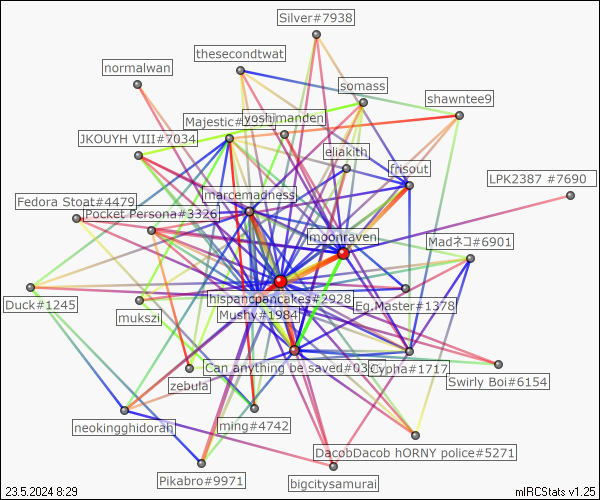 Silver#7938
thesecondtwat
normalwan
somass
shawntee9
Majestic#
yoshimanden
JKOUYH VIII#7034
eliakith
frisout
LPK2387 #7690
marcemadness
Fedora Stoat#4479
Pocket Persona#3326
moonraven
Madネコ#6901
hispancpancakes#2928
Duck#1245
mukszi
Mushy#1984
Eg.Master#1378
Can anything be saved#03
Cypha#1717
zebula
Swirly Boi#6154
neokingghidorah
ming#4742
DacobDacob hORNY police#5271
Pikabro#9971
bigcitysamurai
23.5.2024 8:29
mIRCStats v1.25